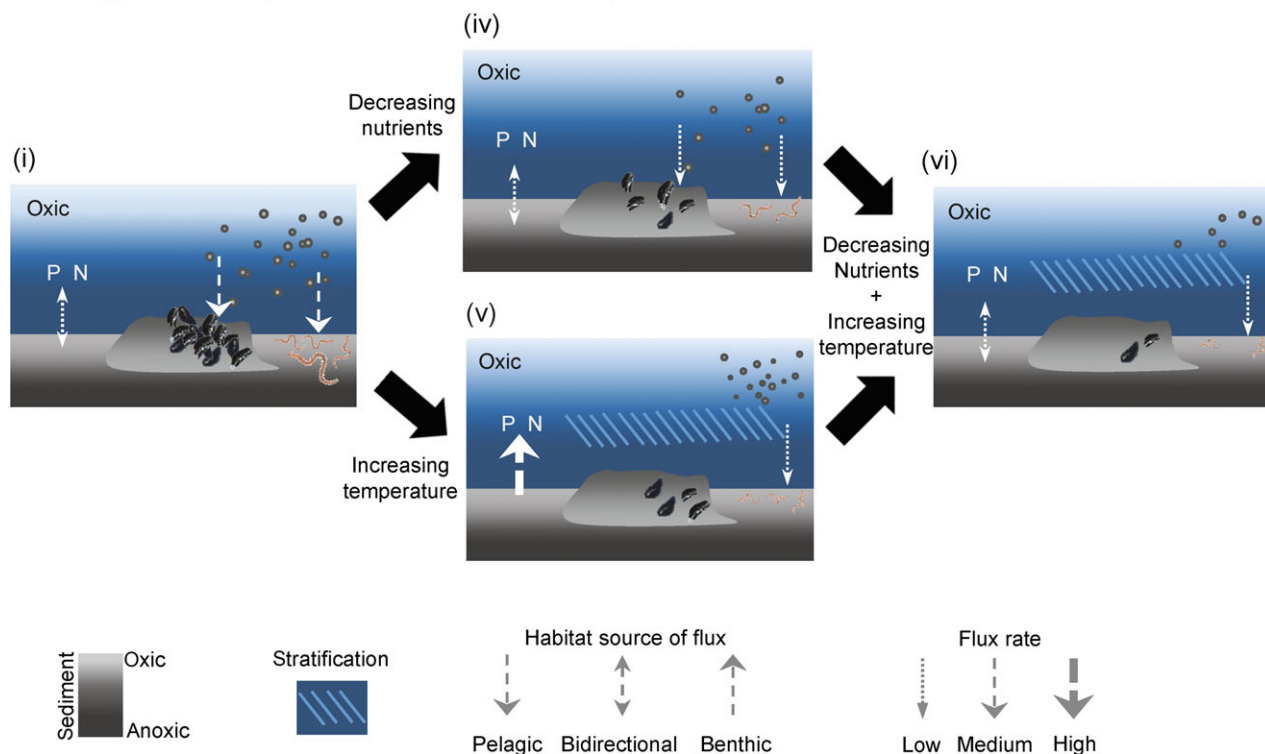 (i)
Oxic
P N
Decreasing
nutrients
Increasing
temperature
(iv)
Oxic
P N
(v)
Oxic
P N
Decreasing
Nutrients
+
Increasing
temperature
(vi)
Oxic
P N
Sediment
Oxic
Anoxic
Stratification
Habitat source of flux
Pelagic Bidirectional Benthic
Flux rate
Low Medium High